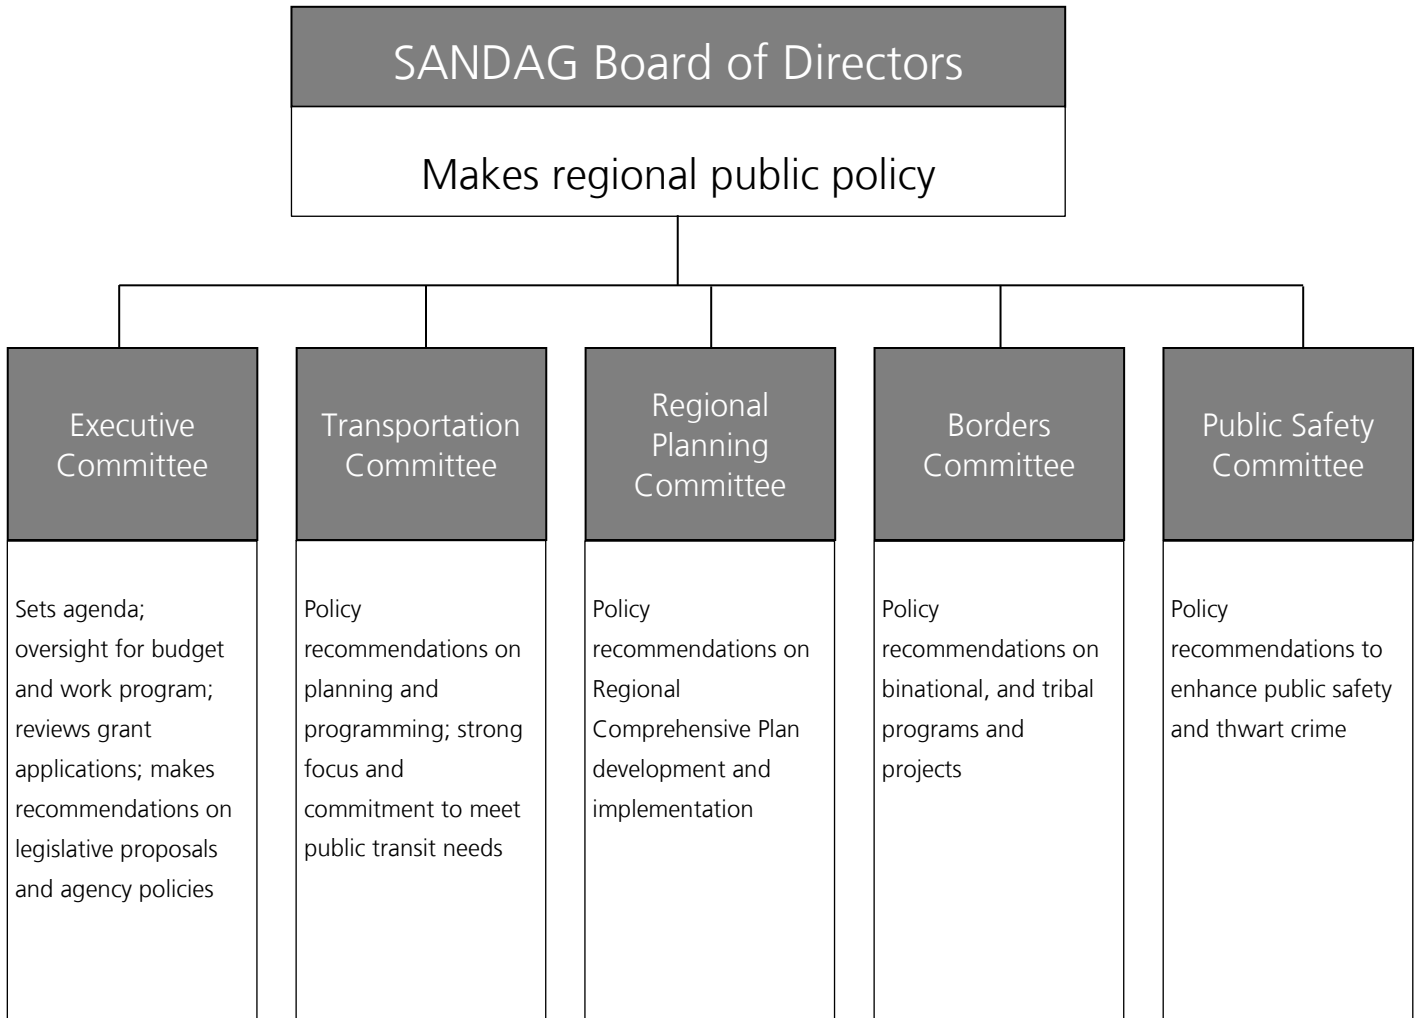 SANDAG Board of Directors
Makes regional public policy
Executive
Committee
Sets agenda;
oversight for budget
and work program;
reviews grant
applications; makes
recommendations on
legislative proposals
and agency policies
Transportation
Committee
Policy
recommendations on
planning and
programming; strong
focus and
commitment to meet
public transit needs
Regional
Planning
Committee
Policy
recommendations on
Regional
Comprehensive Plan
development and
implementation
Borders
Committee
Policy
recommendations on
binational, and tribal
programs and
projects
Public Safety
Committee
Policy
recommendations to
enhance public safety
and thwart crime